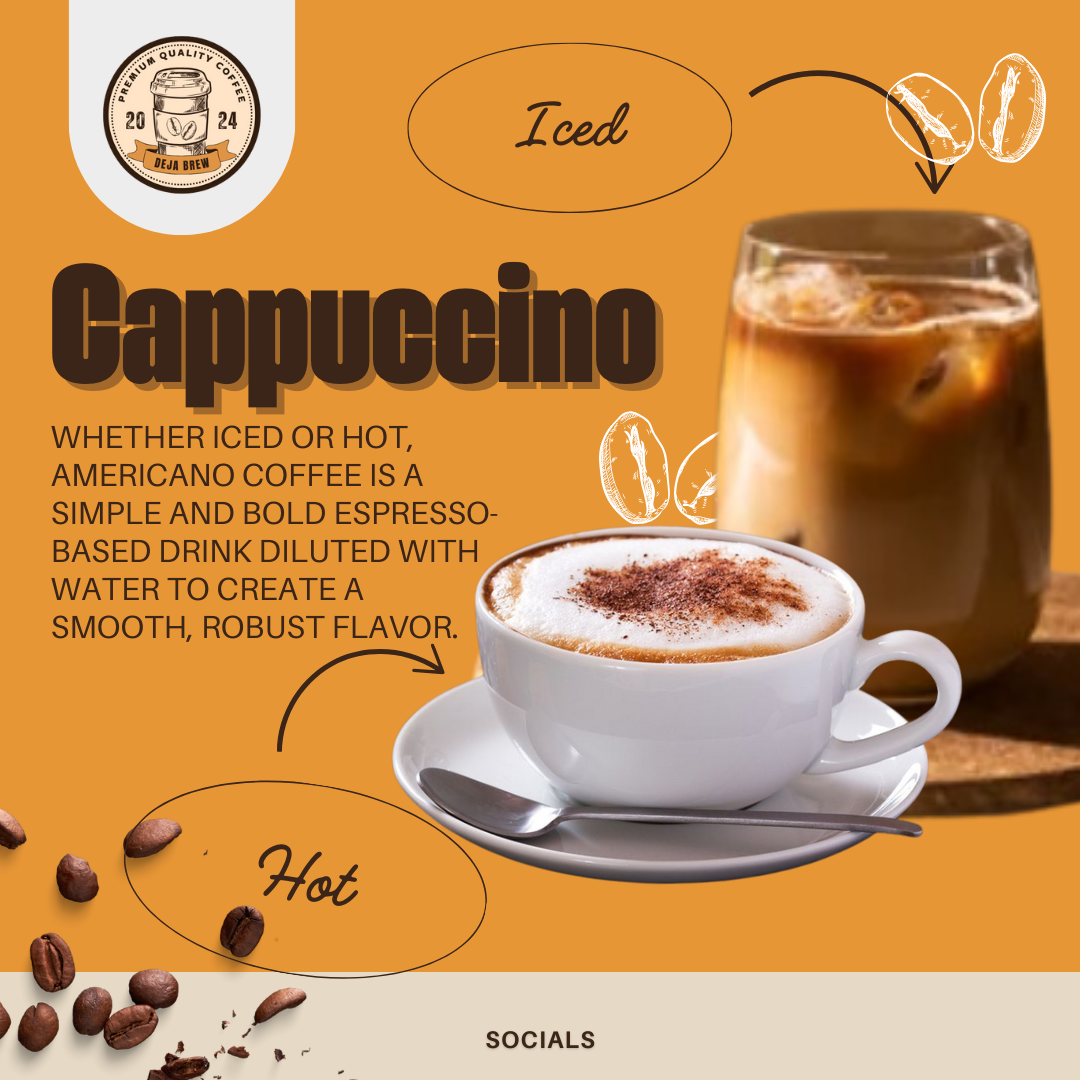 PREMIUM QUALITY COFFEE
20 24
DEJA BREW
Iced
Cappuccino
WHETHER ICED OR HOT,
AMERICANO COFFEE IS A
SIMPLE AND BOLD ESPRESSO-
BASED DRINK DILUTED WITH
WATER TO CREATE A
SMOOTH, ROBUST FLAVOR.
Hot
SOCIALS